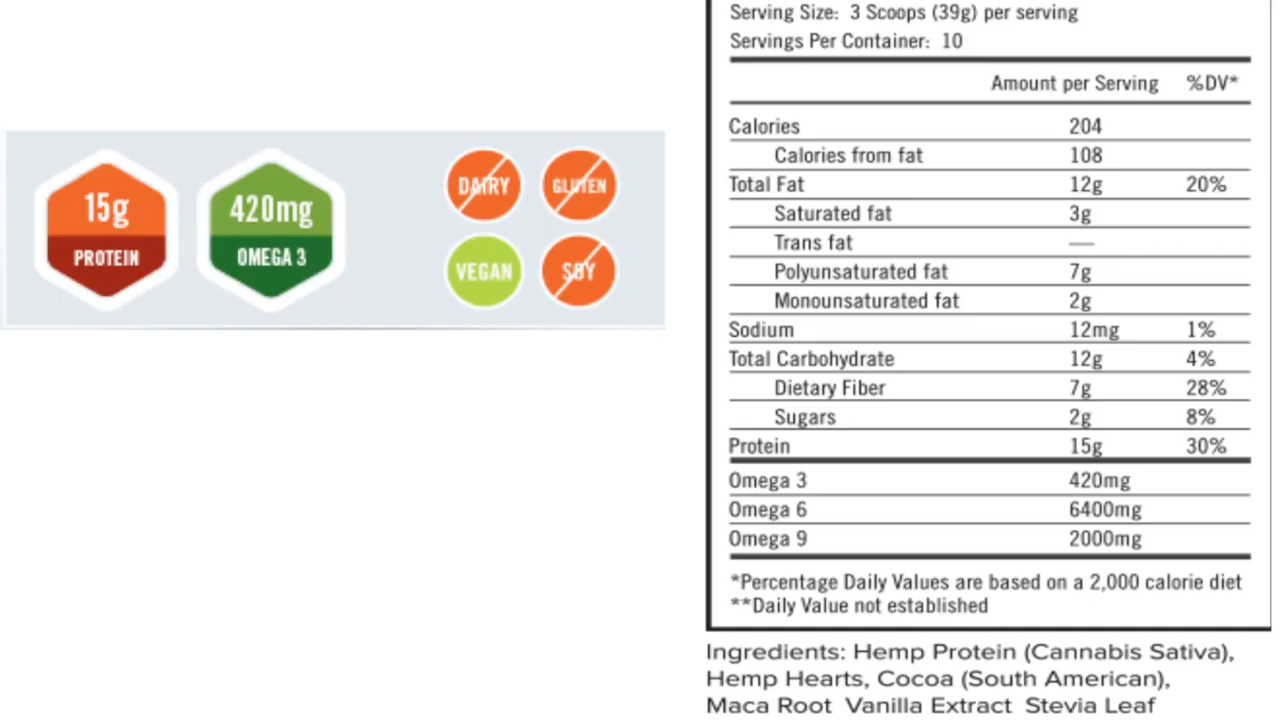 15g
PROTEIN
420mg
OMEGA 3
DAIRY
GLUTEN
VEGAN
SOY
Serving Size: 3 Scoops (39g) per serving
Servings Per Container: 10
Amount per Serving %DV*
Calories 204
Calories from fat 108
Total Fat 12g 20%
Saturated fat 3g
Trans fat —
Polyunsaturated fat 7g
Monounsaturated fat 2g
Sodium 12mg 1%
Total Carbohydrate 12g 4%
Dietary Fiber 7g 28%
Sugars 2g 8%
Protein 15g 30%
Omega 3 420mg
Omega 6 6400mg
Omega 9 2000mg
*Percentage Daily Values are based on a 2,000 calorie diet
**Daily Value not established
Ingredients: Hemp Protein (Cannabis Sativa),
Hemp Hearts, Cocoa (South American),
Maca Root Vanilla Extract Stevia Leaf